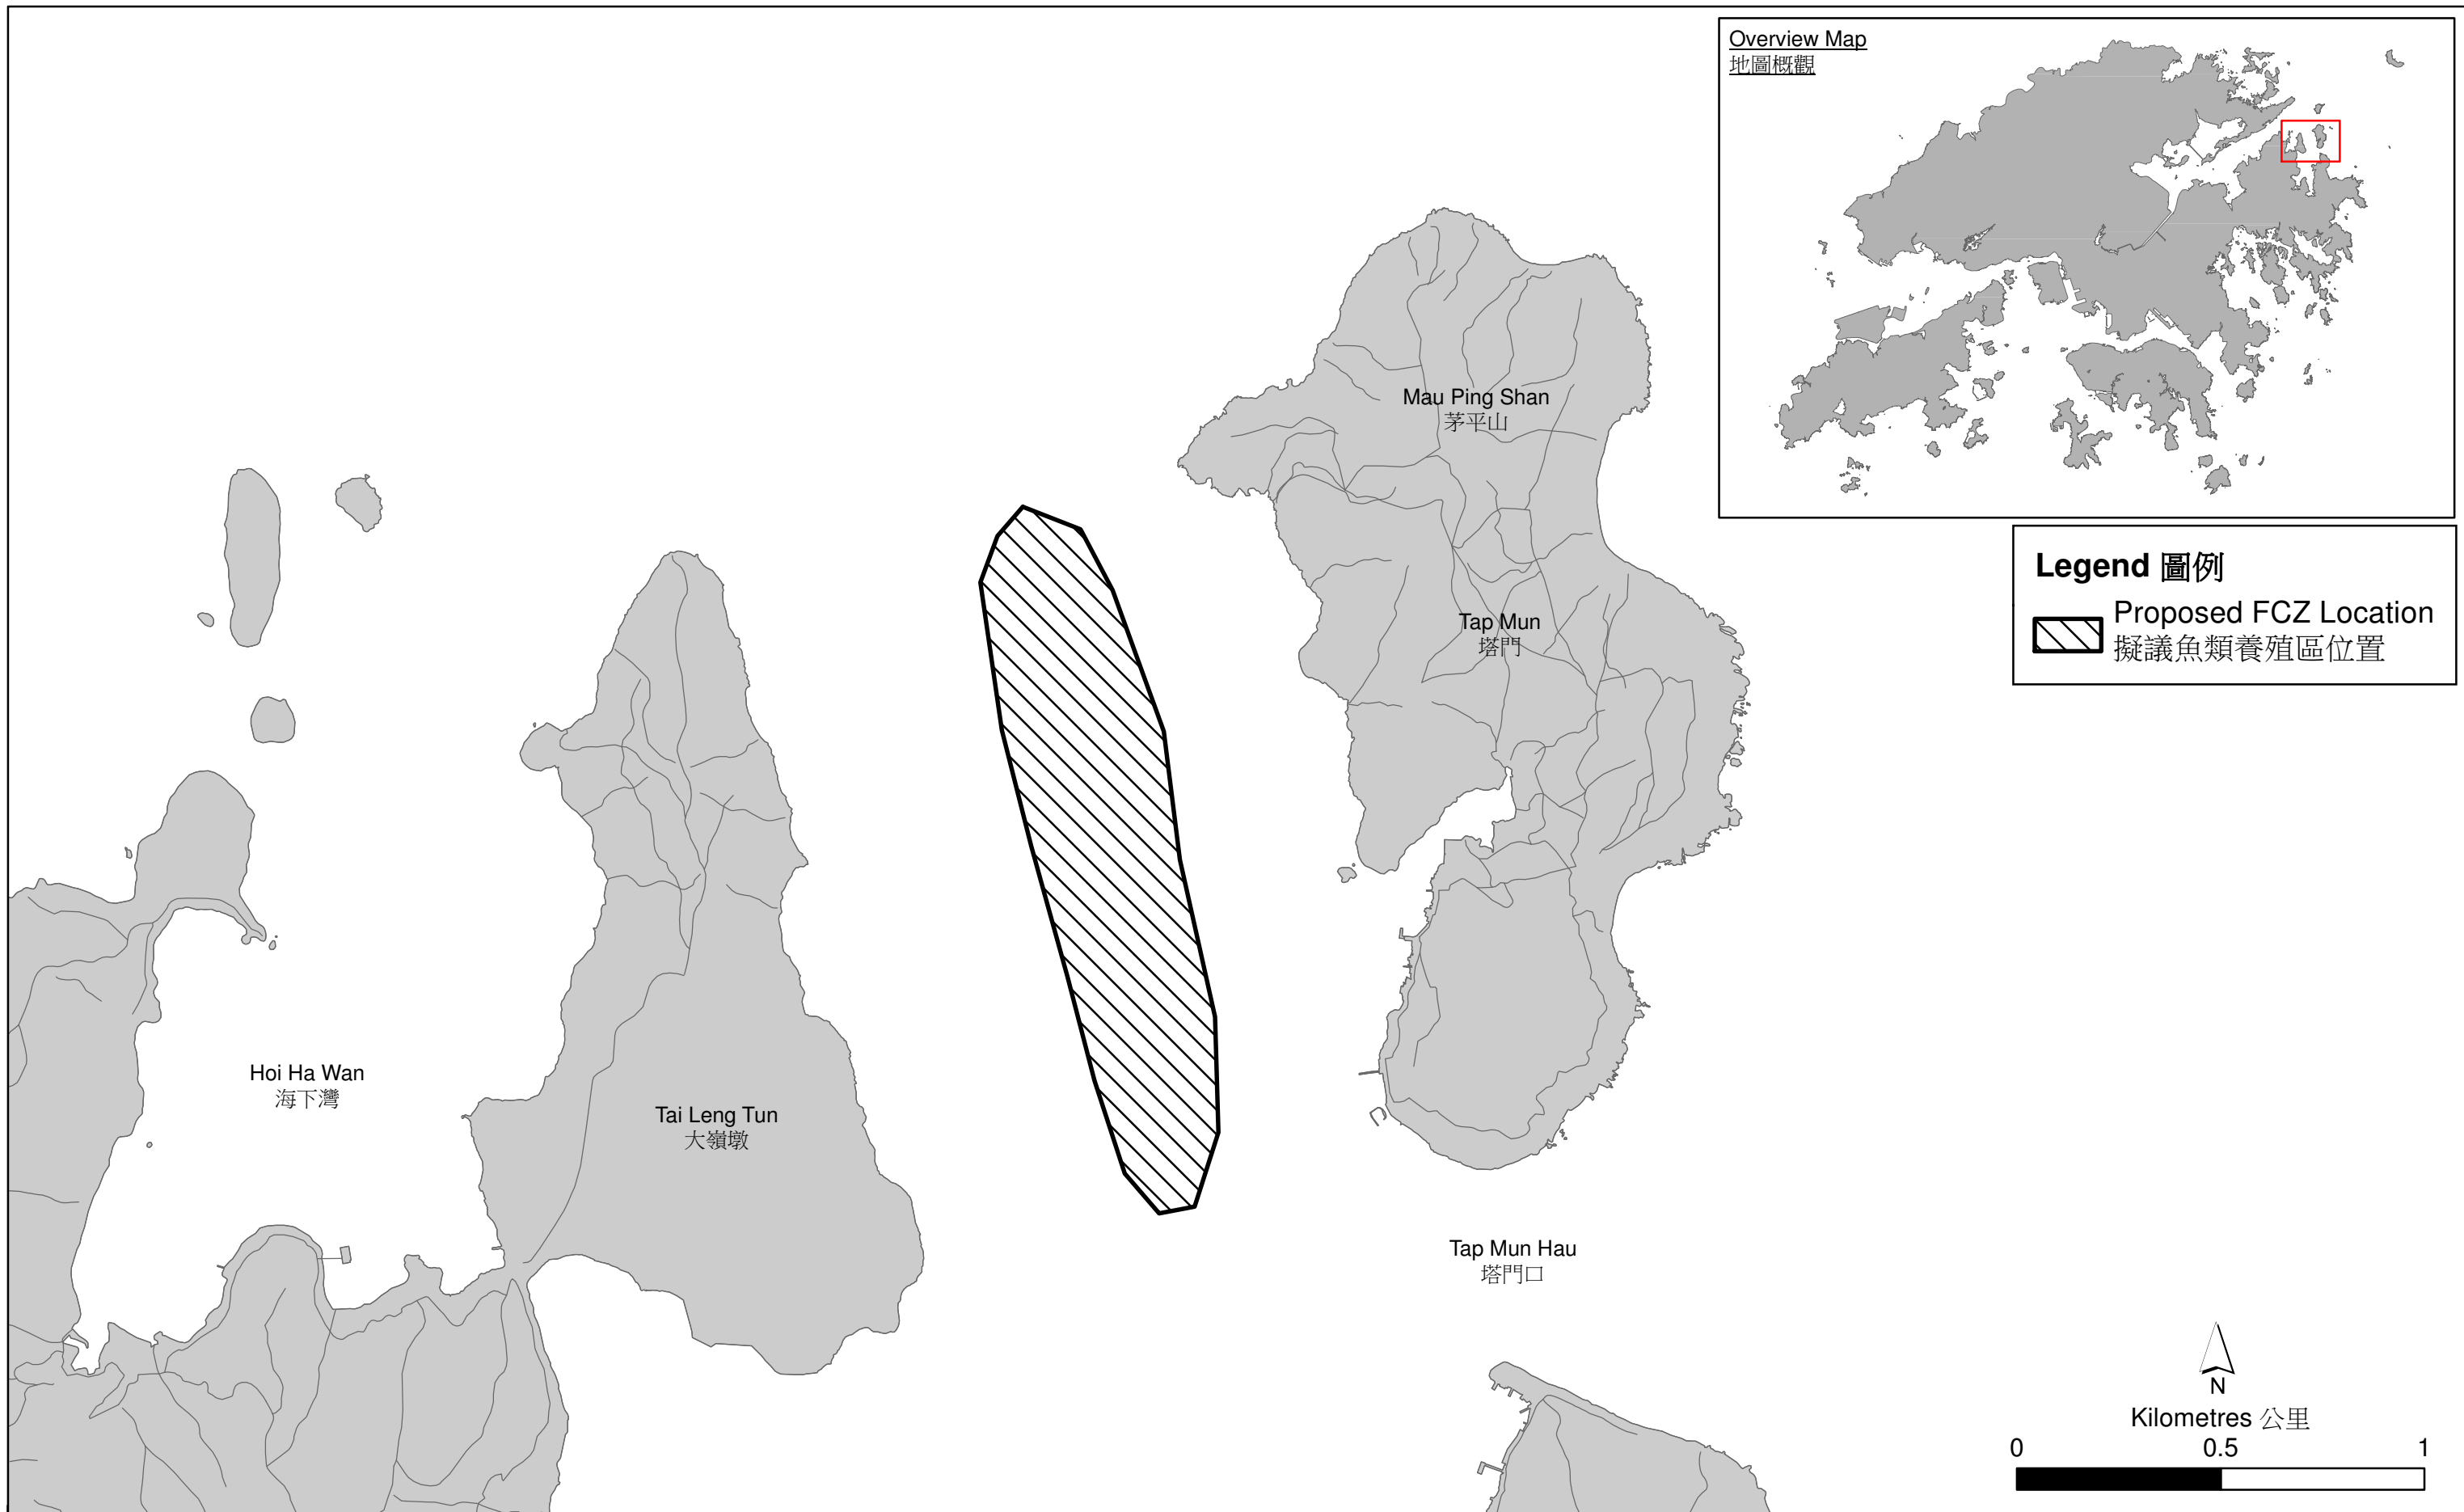 Overview Map
地圖概觀
Mau Ping Shan
茅平山
Legend 圖例
Proposed FCZ Location
擬議魚類養殖區位置
Tap Mun
塔門
Hoi Ha Wan
海下灣
Tai Leng Tun
大嶺墩
Tap Mun Hau
塔門口
N
Kilometres 公里
0 0.5 1